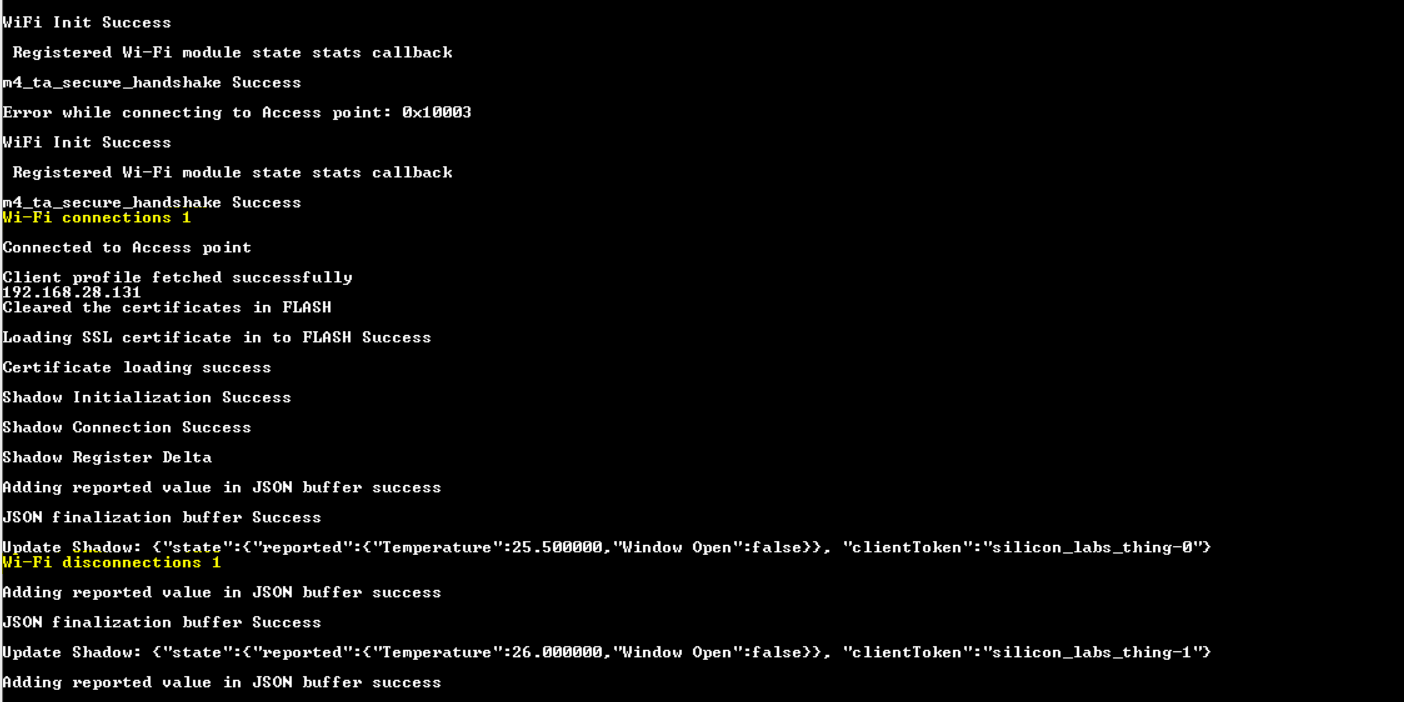 WiFi Init Success
Registered Wi-Fi module state stats callback
m4_ta_secure_handshake Success
Error while connecting to Access point: 0x10003
WiFi Init Success
Registered Wi-Fi module state stats callback
m4_ta_secure_handshake Success
Wi-Fi connections 1
Connected to Access point
Client profile fetched successfully
192.168.28.131
Cleared the certificates in FLASH
Loading SSL certificate in to FLASH Success
Certificate loading success
Shadow Initialization Success
Shadow Connection Success
Shadow Register Delta
Adding reported value in JSON buffer success
JSON finalization buffer Success
Update Shadow: {"state":{"reported":{"Temperature":25.500000,"Window Open":false}}, "clientToken":"silicon_labs_thing-0"}
Wi-Fi disconnections 1
Adding reported value in JSON buffer success
JSON finalization buffer Success
Update Shadow: {"state":{"reported":{"Temperature":26.000000,"Window Open":false}}, "clientToken":"silicon_labs_thing-1"}
Adding reported value in JSON buffer success